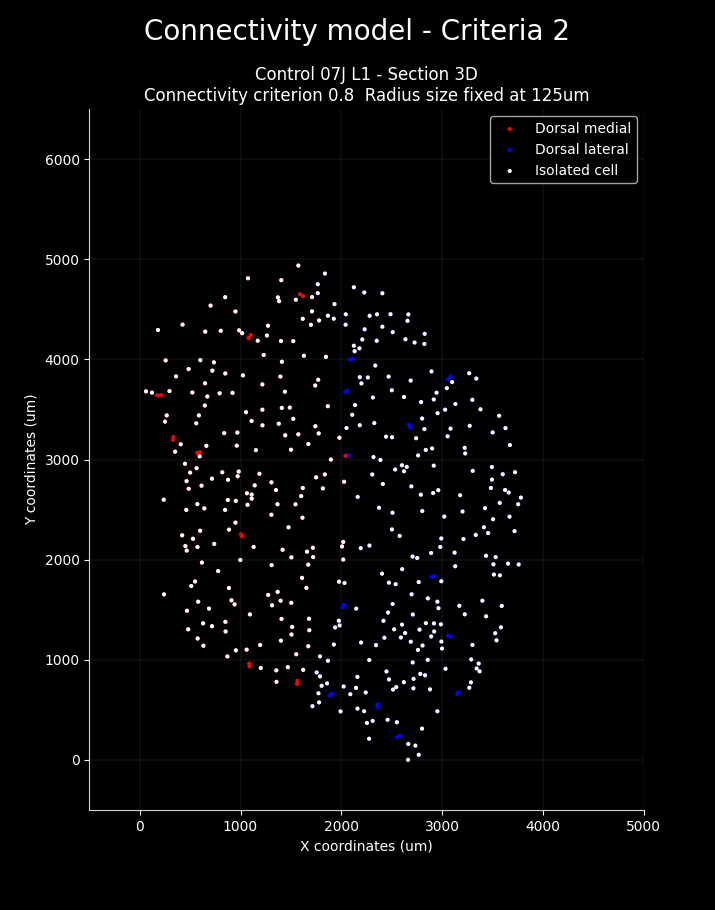 Connectivity model - Criteria 2
Control 07J L1 - Section 3D
Connectivity criterion 0.8  Radius size fixed at 125um
Dorsal medial
Dorsal lateral
Isolated cell
6000
5000
4000
3000
2000
1000
0
Y coordinates (um)
0 1000 2000 3000 4000 5000
X coordinates (um)